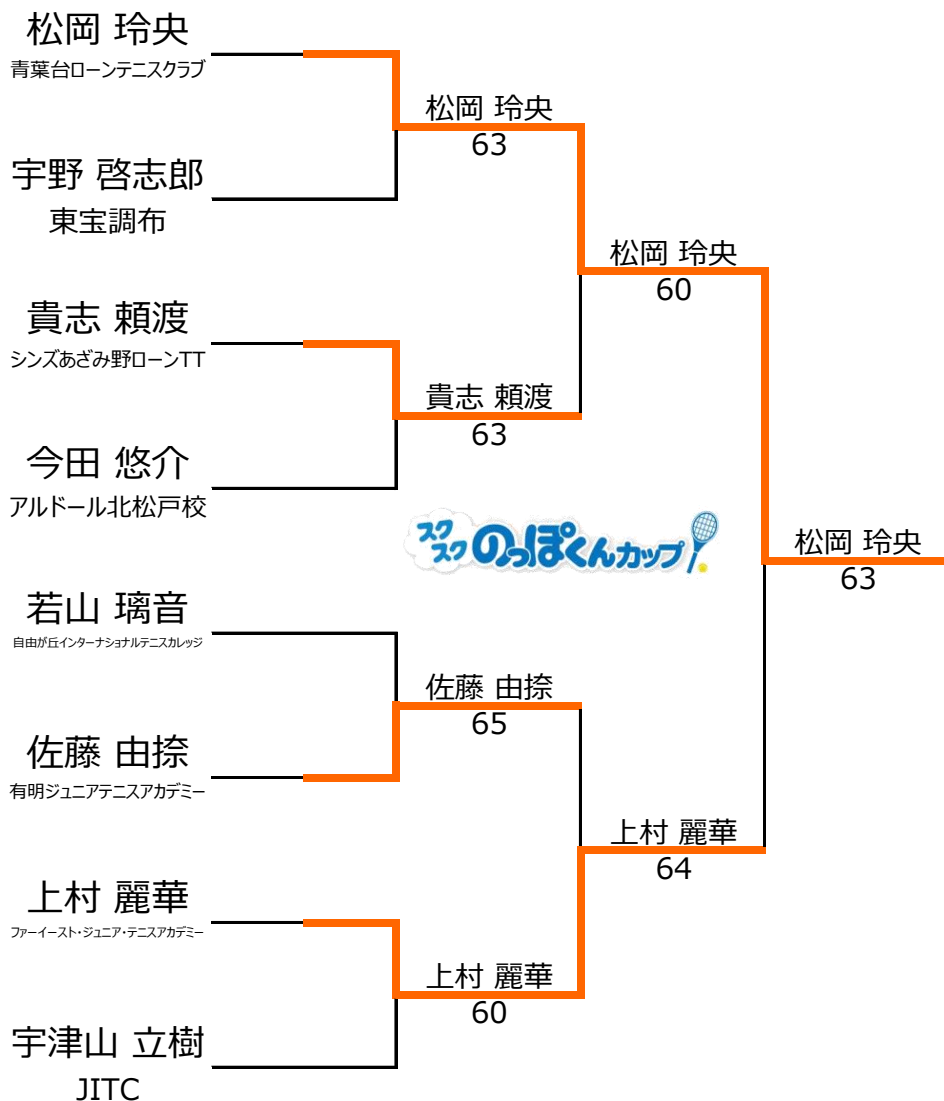 松岡 玲央
青葉台ローンテニスクラブ
松岡 玲央
63
宇野 啓志郎
東宝調布
松岡 玲央
60
貴志 頼渡
シンズあざみ野ローンTT
貴志 頼渡
63
今田 悠介
アルドール北松戸校
スクスクのっぽくんカップ
松岡 玲央
63
若山 璃音
自由が丘インターナショナルテニスカレッジ
佐藤 由捺
65
佐藤 由捺
有明ジュニアテニスアカデミー
上村 麗華
64
上村 麗華
ファーイースト・ジュニア・テニスアカデミー
上村 麗華
60
宇津山 立樹
JITC